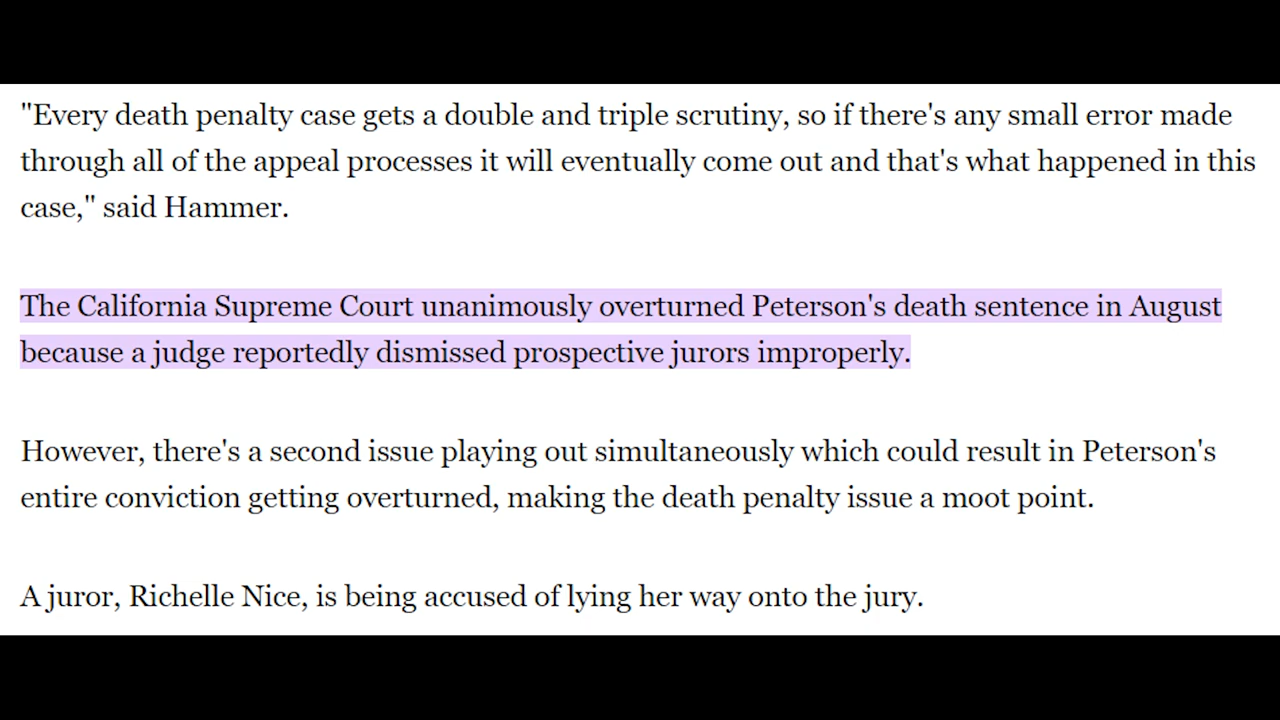 "Every death penalty case gets a double and triple scrutiny, so if there's any small error made
through all of the appeal processes it will eventually come out and that's what happened in this
case," said Hammer.
The California Supreme Court unanimously overturned Peterson's death sentence in August
because a judge reportedly dismissed prospective jurors improperly.
However, there's a second issue playing out simultaneously which could result in Peterson's
entire conviction getting overturned, making the death penalty issue a moot point.
A juror, Richelle Nice, is being accused of lying her way onto the jury.